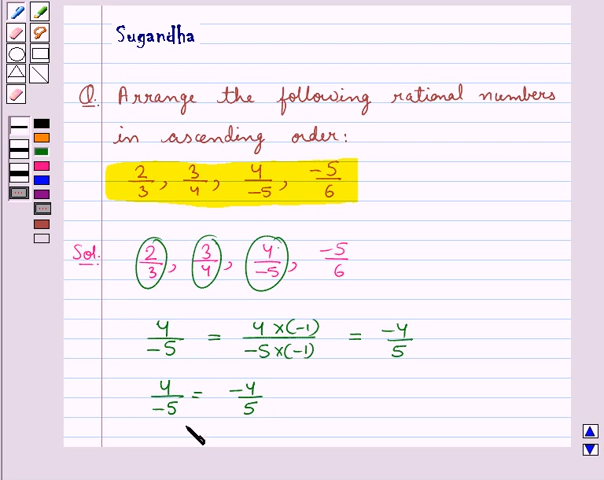 Sugandha
Q. Arrange the following rational numbers
in ascending order:
2/3, 3/4, 4/-5, -5/6
Sol. 2/3, 3/4, 4/-5, -5/6
4/-5 = 4×(-1)/-5×(-1) = -4/5
4/-5 = -4/5